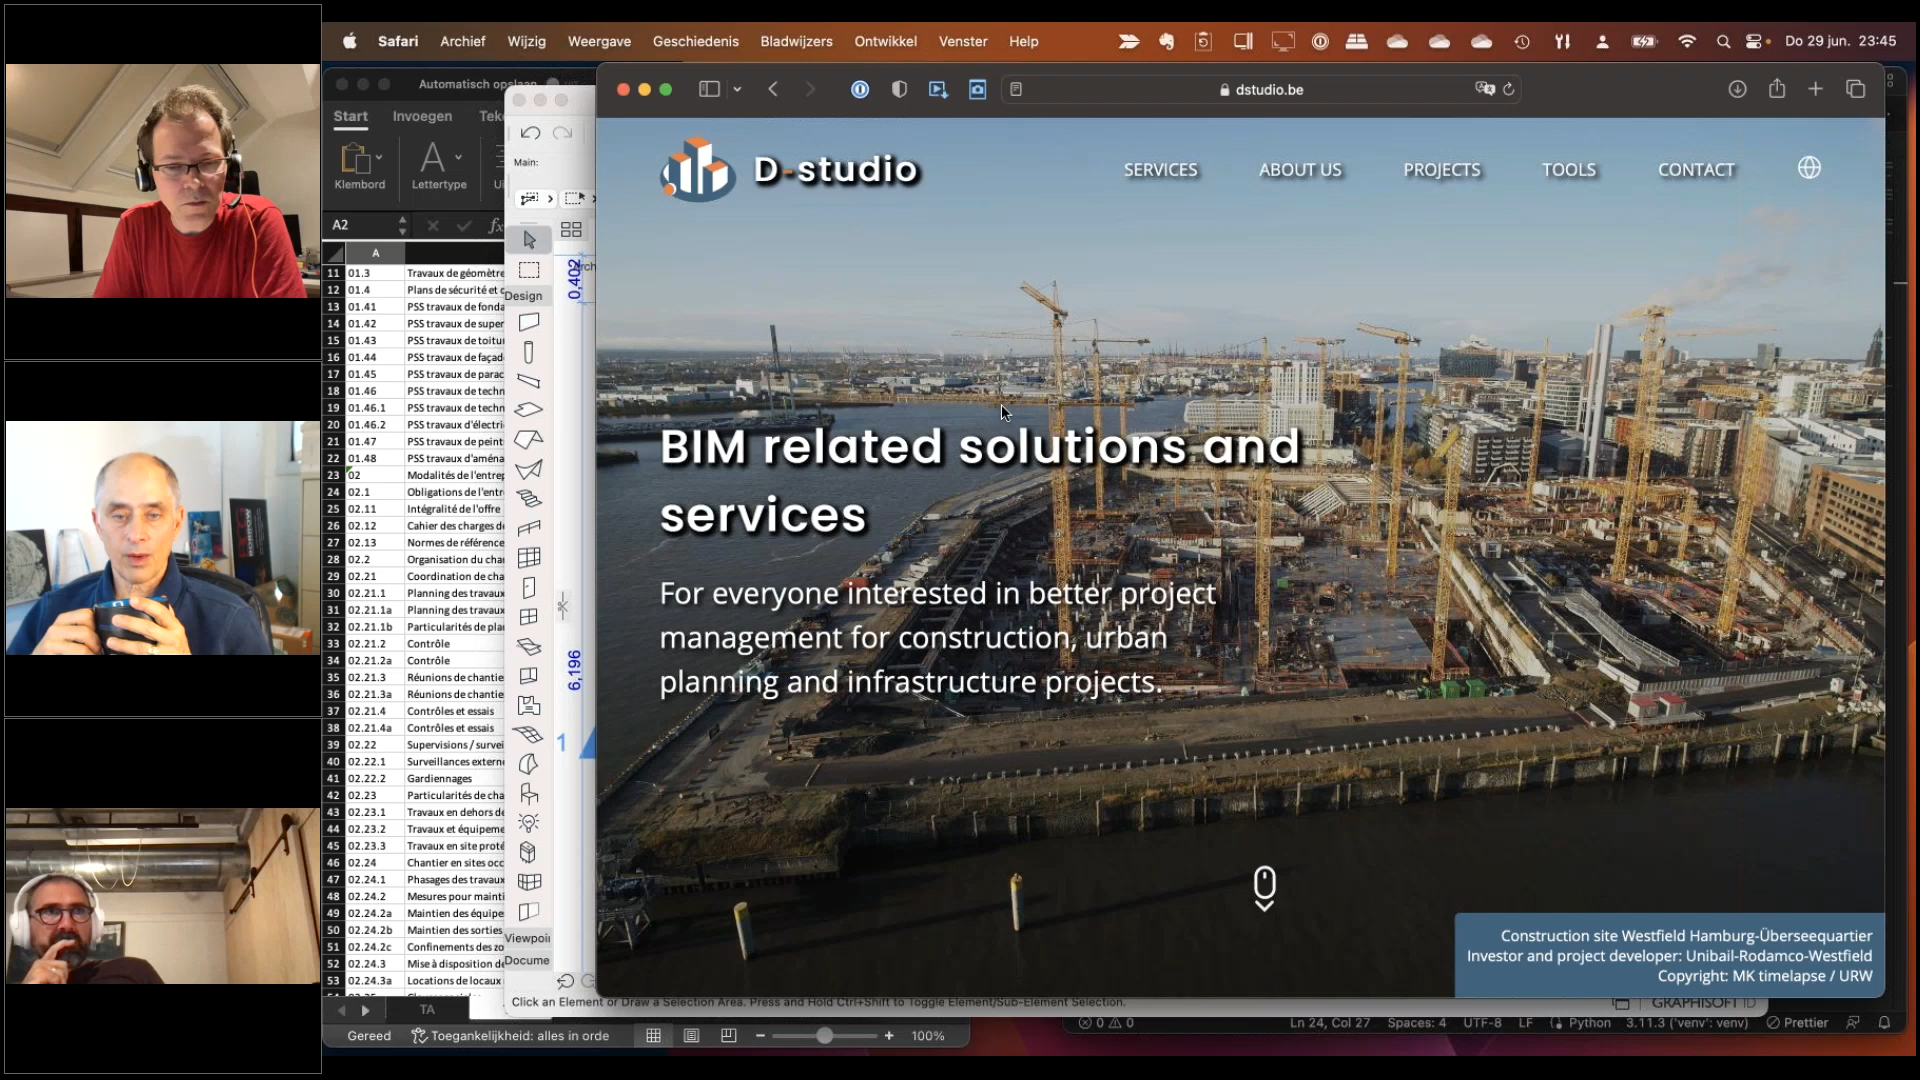 Safari Archief Wijzig Weergave Geschiedenis Bladwijzers Ontwikkel Venster Help
Do 29 jun. 23:45
Automatisch
Start Invoegen
Klembord Lettertype
A2
A
11 01.3 Travaux de géomètre
12 01.4 Plans de sécurité et
13 01.41 PSS travaux de fonda
14 01.42 PSS travaux de super
15 01.43 PSS travaux de toitu
16 01.44 PSS travaux de façad
17 01.45 PSS travaux de parac
18 01.46 PSS travaux de techn
19 01.46.1 PSS travaux de techn
20 01.46.2 PSS travaux d'électri
21 01.47 PSS travaux de peint
22 01.48 PSS travaux d'aména
23 02 Modalités de l'entrep
24 02.1 Obligations de l'entr
25 02.11 Intégralité de l'offre
26 02.12 Cahier des charges d
27 02.13 Normes de référence
28 02.2 Organisation du cha
29 02.21 Coordination de cha
30 02.21.1 Planning des travaux
31 02.21.1a Planning des travaux
32 02.21.1b Particularités de pla
33 02.21.2 Contrôle
34 02.21.2a Contrôle
35 02.21.3 Réunions de chantie
36 02.21.3a Réunions de chantie
37 02.21.4 Contrôles et essais
38 02.21.4a Contrôles et essais
39 02.22 Supervisions / survei
40 02.22.1 Surveillances externe
41 02.22.2 Gardiennages
42 02.23 Particularités de cha
43 02.23.1 Travaux en dehors de
44 02.23.2 Travaux et équipeme
45 02.23.3 Travaux en site proté
46 02.24 Chantier en sites occ
47 02.24.1 Phasages des travaux
48 02.24.2 Mesures pour mainti
49 02.24.2a Maintien des équipe
50 02.24.2b Maintien des sorties
51 02.24.2c Confinements des zo
52 02.24.3 Mise à disposition de
53 02.24.3a Locations de locaux
TA
Gereed Toegankelijkheid: alles in orde
100%
Main:
Design
Viewpoi
Docume
0,402
6,196
1
Click an Element or Draw a Selection Area. Press and Hold Ctrl+Shift to Toggle Element/Sub-Element Selection.
GRAPHISOFT ID
dstudio.be
D-studio
SERVICES ABOUT US PROJECTS TOOLS CONTACT
BIM related solutions and
services
For everyone interested in better project
management for construction, urban
planning and infrastructure projects.
Construction site Westfield Hamburg-Überseequartier
Investor and project developer: Unibail-Rodamco-Westfield
Copyright: MK timelapse / URW
0 0 Ln 24, Col 27 Spaces: 4 UTF-8 LF Python 3.11.3 ('venv': venv) Prettier